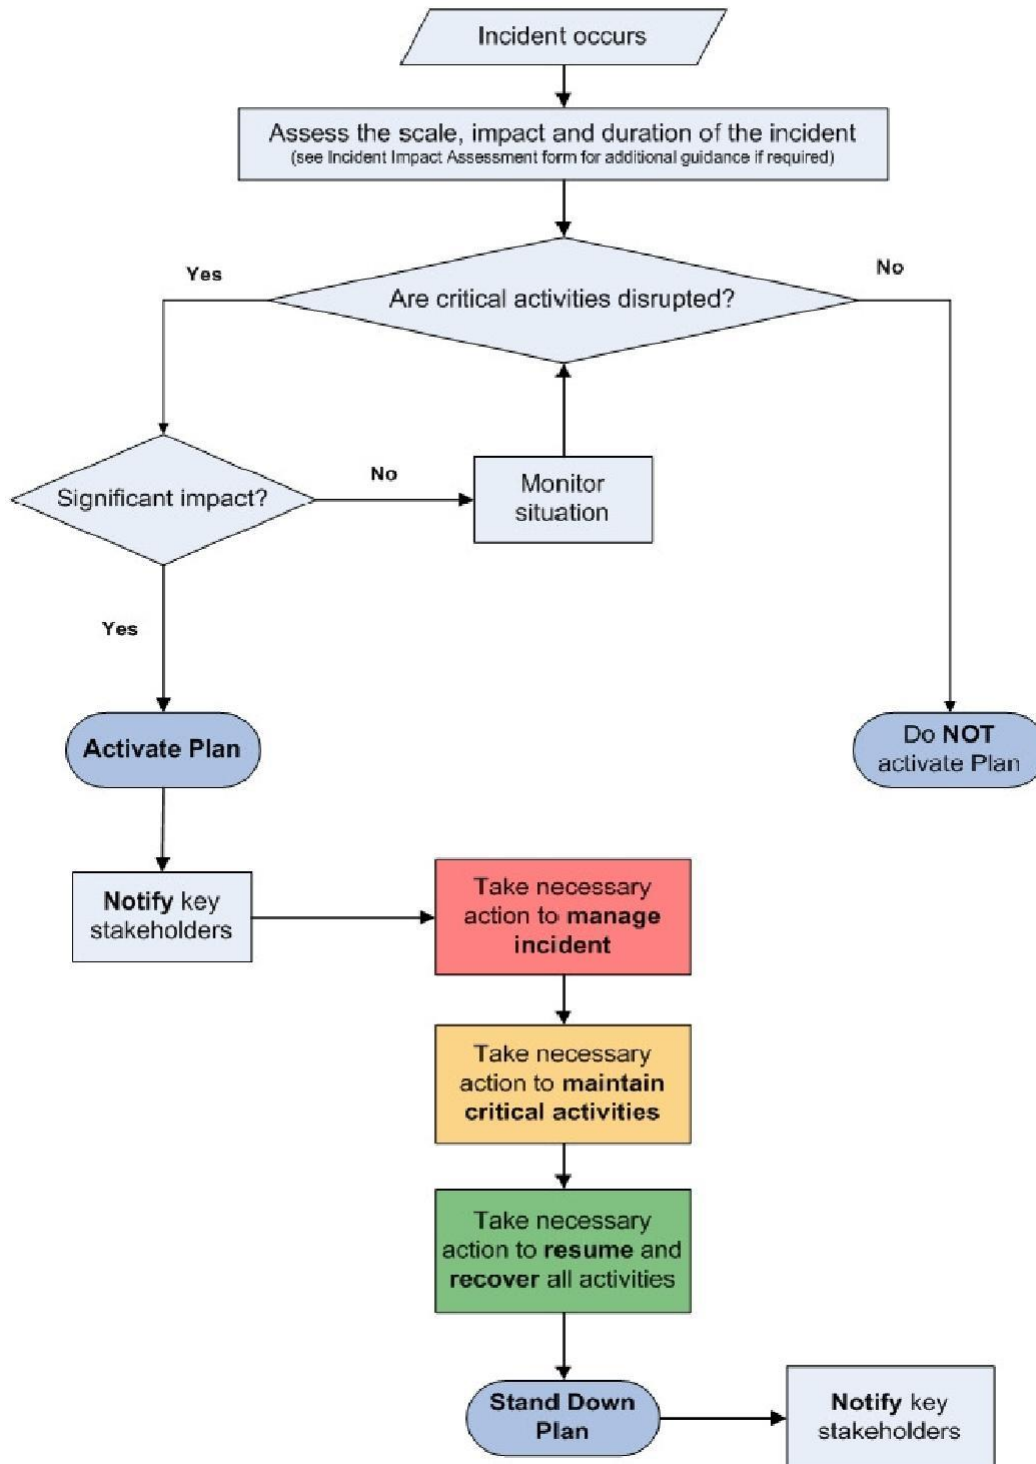 Incident occurs
Assess the scale, impact and duration of the incident
(see Incident Impact Assessment form for additional guidance if required)
Yes
No
Are critical activities disrupted?
Significant impact?
No
Monitor
situation
Yes
Activate Plan
Do NOT
activate Plan
Notify key
stakeholders
Take necessary
action to manage
incident
Take necessary
action to maintain
critical activities
Take necessary
action to resume and
recover all activities
Stand Down
Plan
Notify key
stakeholders